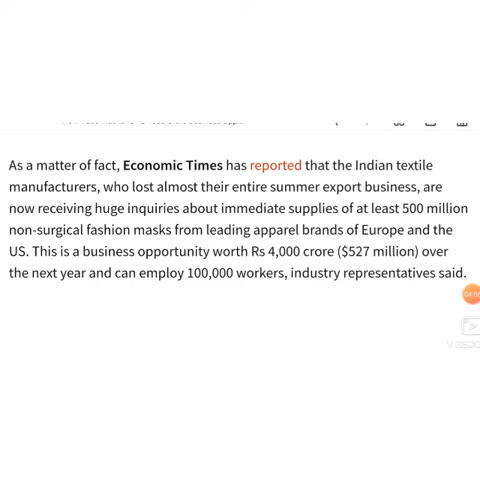 As a matter of fact, Economic Times has reported that the Indian textile
manufacturers, who lost almost their entire summer export business, are
now receiving huge inquiries about immediate supplies of at least 500 million
non-surgical fashion masks from leading apparel brands of Europe and the
US. This is a business opportunity worth Rs 4,000 crore ($527 million) over
the next year and can employ 100,000 workers, industry representatives said.